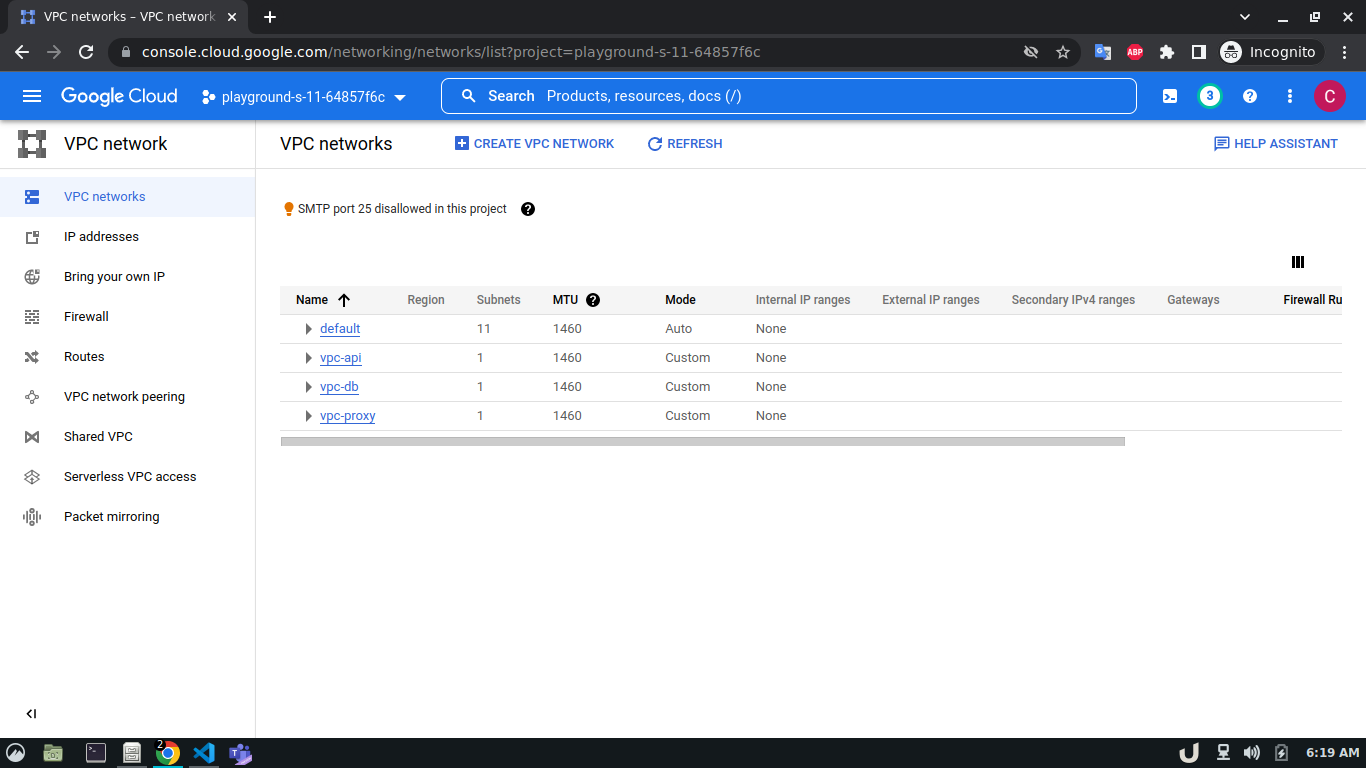 VPC networks – VPC network
console.cloud.google.com/networking/networks/list?project=playground-s-11-64857f6c
ABP
Incognito
Google Cloud
playground-s-11-64857f6c
Search Products, resources, docs (/)
3
C
VPC network
VPC networks
CREATE VPC NETWORK
REFRESH
HELP ASSISTANT
VPC networks
IP addresses
Bring your own IP
Firewall
Routes
VPC network peering
Shared VPC
Serverless VPC access
Packet mirroring
SMTP port 25 disallowed in this project
Name Region Subnets MTU Mode Internal IP ranges External IP ranges Secondary IPv4 ranges Gateways Firewall Ru
default 11 1460 Auto None
vpc-api 1 1460 Custom None
vpc-db 1 1460 Custom None
vpc-proxy 1 1460 Custom None
2
6:19 AM